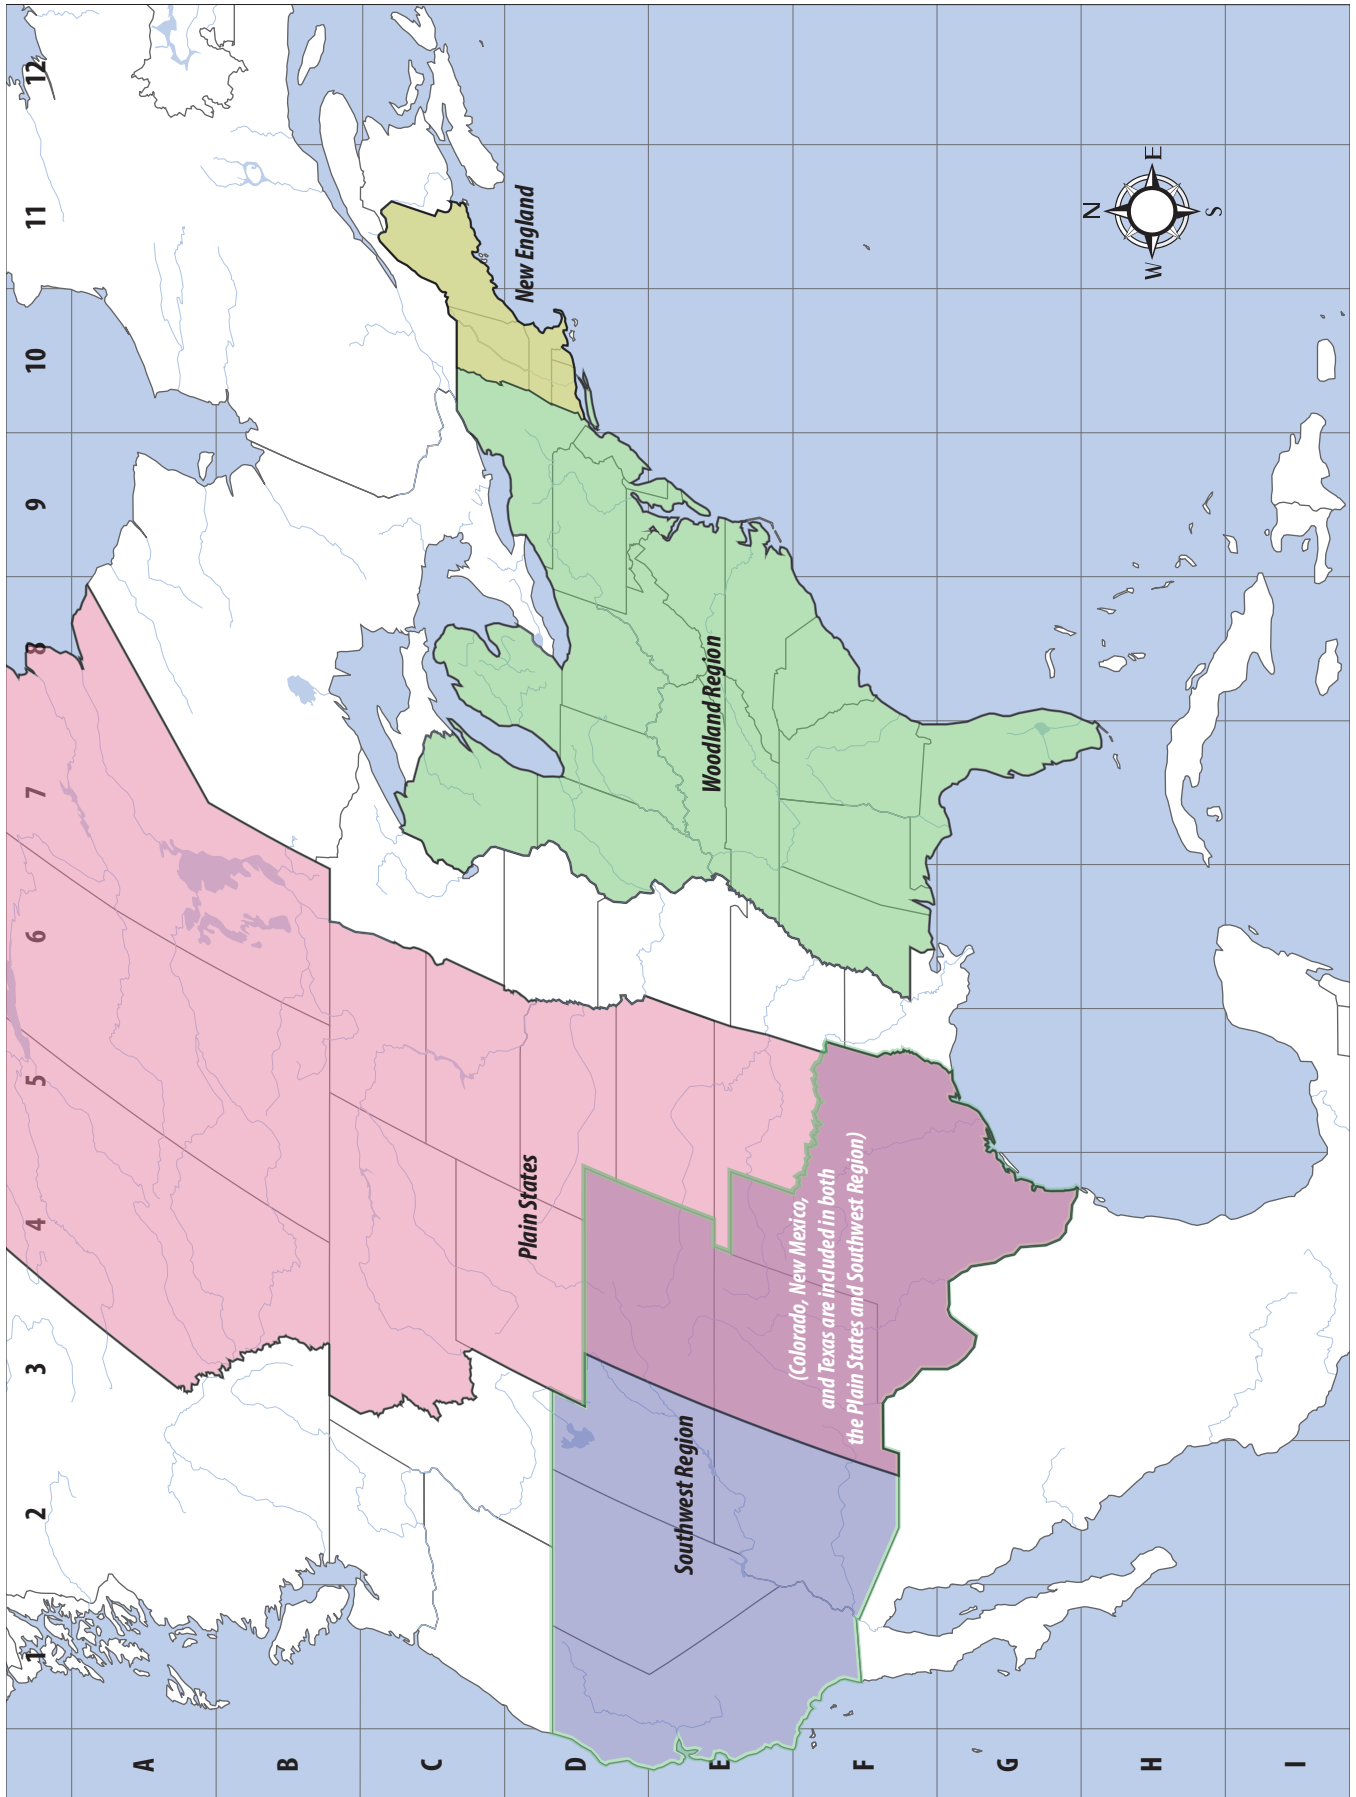 1 2 3 4 5 6 7 8 9 10 11 12
A
B
C
D
E
F
G
H
I
New England
Plain States
Woodland Region
Southwest Region
(Colorado, New Mexico,
and Texas are included in both
the Plain States and Southwest Region)
N
W E
S